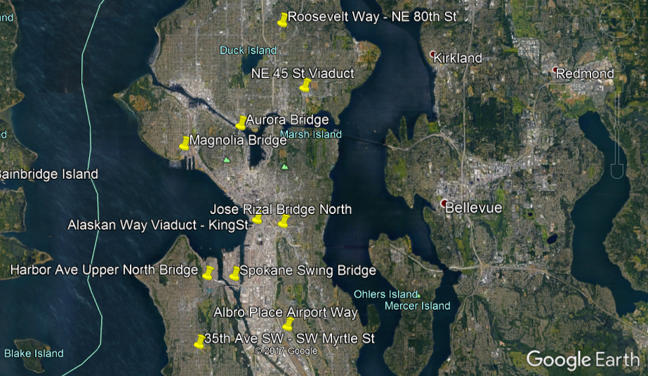 Roosevelt Way - NE 80th St
Duck Island
Kirkland
NE 45 St Viaduct
Redmond
Aurora Bridge
Marsh Island
Magnolia Bridge
Bainbridge Island
Jose Rizal Bridge North
Bellevue
Alaskan Way Viaduct - KingSt
Harbor Ave Upper North Bridge
Spokane Swing Bridge
Ohlers Island
Mercer Island
Albro Place Airport Way
35th Ave SW - SW Myrtle St
© 2017 Google
Blake Island
Google Earth